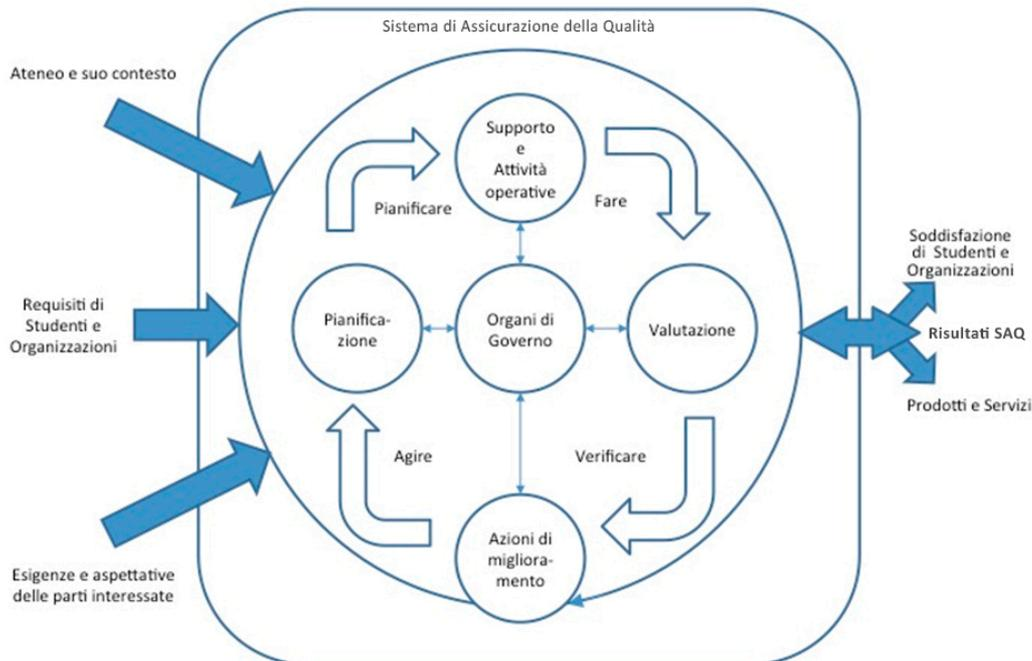 Sistema di Assicurazione della Qualità
Ateneo e suo contesto
Supporto
e
Attività
operative
Pianificare
Fare
Soddisfazione
di Studenti e
Organizzazioni
Requisiti di
Studenti e
Organizzazioni
Pianifica-
zione
Organi di
Governo
Valutazione
Risultati SAQ
Prodotti e Servizi
Agire
Verificare
Azioni di
migliora-
mento
Esigenze e aspettative
delle parti interessate